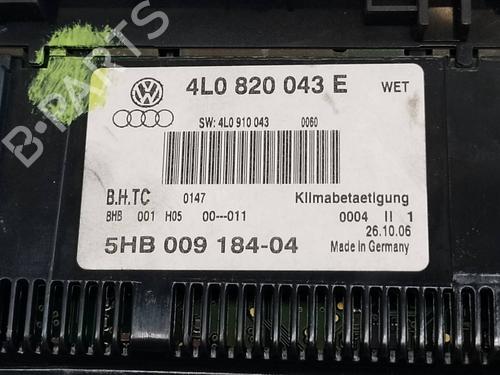 4L0 820 043 E WET
SW: 4L0 910 043 0060
B.H.TC 0147 Klimabetaetigung
BHB 001 H05 00---011 0004 II 1
26.10.06
5HB 009 184-04 Made in Germany
B-PARTS